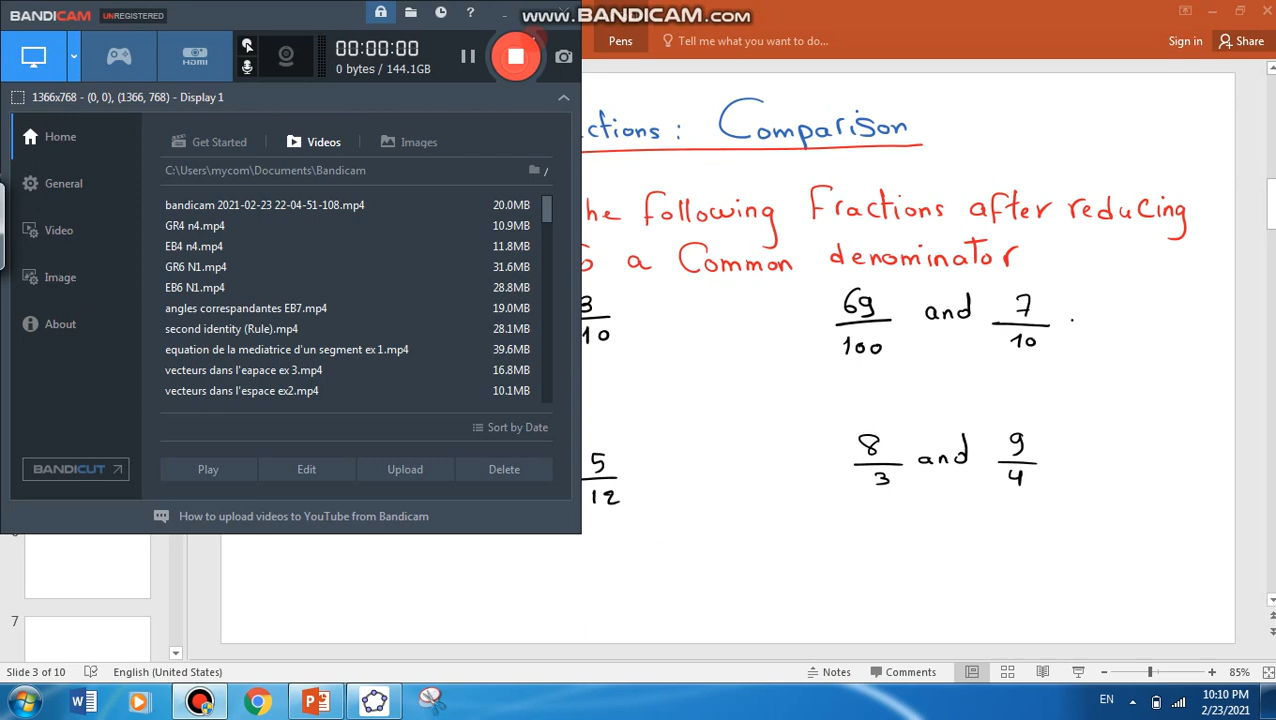 BANDICAM UNREGISTERED
www.BANDICAM.com
HDMI
00:00:00
0 bytes / 144.1GB
1366x768 - (0, 0), (1366, 768) - Display 1
Home
General
Video
Image
About
BANDICUT
Get Started
Videos
Images
C:\Users\mycom\Documents\Bandicam
bandicam 2021-02-23 22-04-51-108.mp4 20.0MB
GR4 n4.mp4 10.9MB
EB4 n4.mp4 11.8MB
GR6 N1.mp4 31.6MB
EB6 N1.mp4 28.8MB
angles correspandantes EB7.mp4 19.0MB
second identity (Rule).mp4 28.1MB
equation de la mediatrice d'un segment ex 1.mp4 39.6MB
vecteurs dans l'eapace ex 3.mp4 16.8MB
vecteurs dans l'espace ex2.mp4 10.1MB
Sort by Date
Play Edit Upload Delete
How to upload videos to YouTube from Bandicam
Pens Tell me what you want to do... Sign in Share
ctions : Comparison
he following Fractions after reducing
a Common denominator
3
10
69 and 7
100 10
5
12
8 and 9
3 4
7
Slide 3 of 10 English (United States) Notes Comments 85%
EN
10:10 PM
2/23/2021